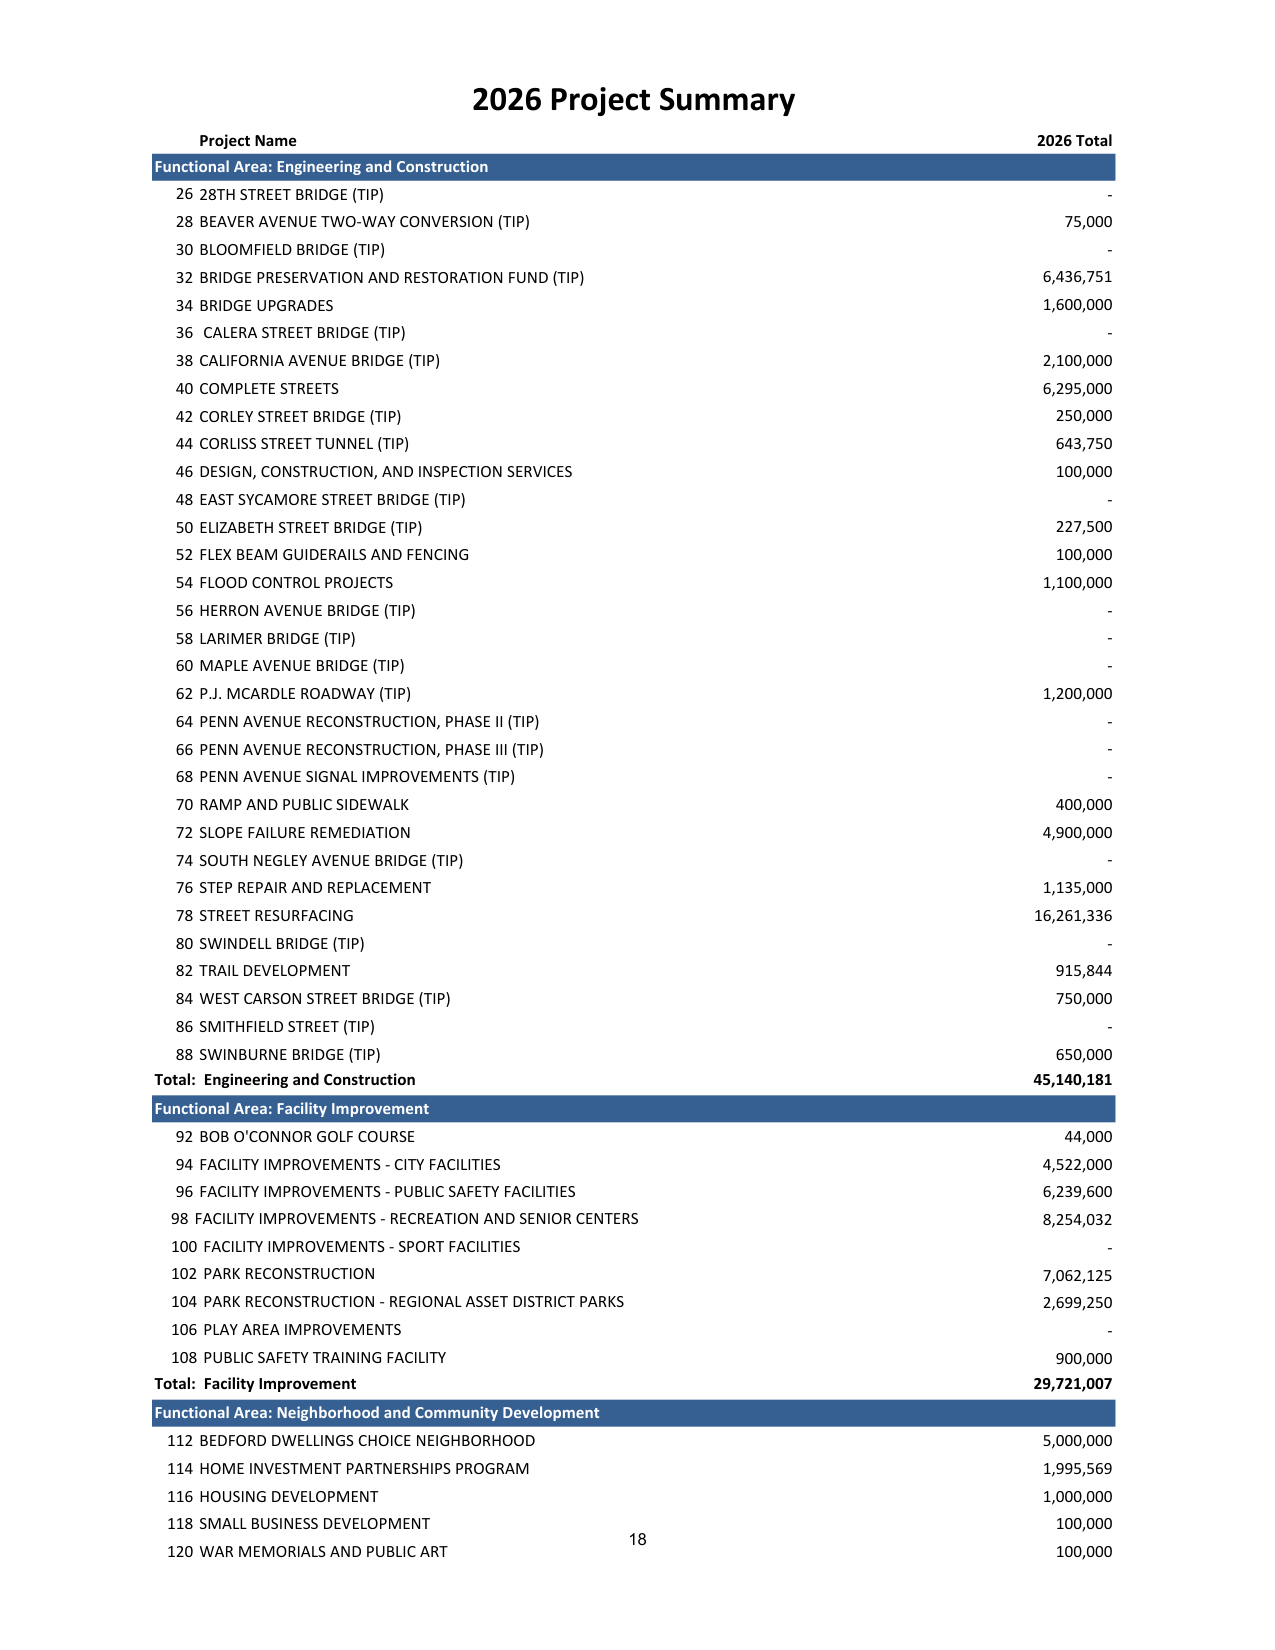 2026 Project Summary
Project Name 2026 Total
Functional Area: Engineering and Construction
26 28TH STREET BRIDGE (TIP) -
28 BEAVER AVENUE TWO-WAY CONVERSION (TIP) 75,000
30 BLOOMFIELD BRIDGE (TIP) -
32 BRIDGE PRESERVATION AND RESTORATION FUND (TIP) 6,436,751
34 BRIDGE UPGRADES 1,600,000
36 CALERA STREET BRIDGE (TIP) -
38 CALIFORNIA AVENUE BRIDGE (TIP) 2,100,000
40 COMPLETE STREETS 6,295,000
42 CORLEY STREET BRIDGE (TIP) 250,000
44 CORLISS STREET TUNNEL (TIP) 643,750
46 DESIGN, CONSTRUCTION, AND INSPECTION SERVICES 100,000
48 EAST SYCAMORE STREET BRIDGE (TIP) -
50 ELIZABETH STREET BRIDGE (TIP) 227,500
52 FLEX BEAM GUIDERAILS AND FENCING 100,000
54 FLOOD CONTROL PROJECTS 1,100,000
56 HERRON AVENUE BRIDGE (TIP) -
58 LARIMER BRIDGE (TIP) -
60 MAPLE AVENUE BRIDGE (TIP) -
62 P.J. MCARDLE ROADWAY (TIP) 1,200,000
64 PENN AVENUE RECONSTRUCTION, PHASE II (TIP) -
66 PENN AVENUE RECONSTRUCTION, PHASE III (TIP) -
68 PENN AVENUE SIGNAL IMPROVEMENTS (TIP) -
70 RAMP AND PUBLIC SIDEWALK 400,000
72 SLOPE FAILURE REMEDIATION 4,900,000
74 SOUTH NEGLEY AVENUE BRIDGE (TIP) -
76 STEP REPAIR AND REPLACEMENT 1,135,000
78 STREET RESURFACING 16,261,336
80 SWINDELL BRIDGE (TIP) -
82 TRAIL DEVELOPMENT 915,844
84 WEST CARSON STREET BRIDGE (TIP) 750,000
86 SMITHFIELD STREET (TIP) -
88 SWINBURNE BRIDGE (TIP) 650,000
Total: Engineering and Construction 45,140,181
Functional Area: Facility Improvement
92 BOB O'CONNOR GOLF COURSE 44,000
94 FACILITY IMPROVEMENTS - CITY FACILITIES 4,522,000
96 FACILITY IMPROVEMENTS - PUBLIC SAFETY FACILITIES 6,239,600
98 FACILITY IMPROVEMENTS - RECREATION AND SENIOR CENTERS 8,254,032
100 FACILITY IMPROVEMENTS - SPORT FACILITIES -
102 PARK RECONSTRUCTION 7,062,125
104 PARK RECONSTRUCTION - REGIONAL ASSET DISTRICT PARKS 2,699,250
106 PLAY AREA IMPROVEMENTS -
108 PUBLIC SAFETY TRAINING FACILITY 900,000
Total: Facility Improvement 29,721,007
Functional Area: Neighborhood and Community Development
112 BEDFORD DWELLINGS CHOICE NEIGHBORHOOD 5,000,000
114 HOME INVESTMENT PARTNERSHIPS PROGRAM 1,995,569
116 HOUSING DEVELOPMENT 1,000,000
118 SMALL BUSINESS DEVELOPMENT 100,000
18
120 WAR MEMORIALS AND PUBLIC ART 100,000